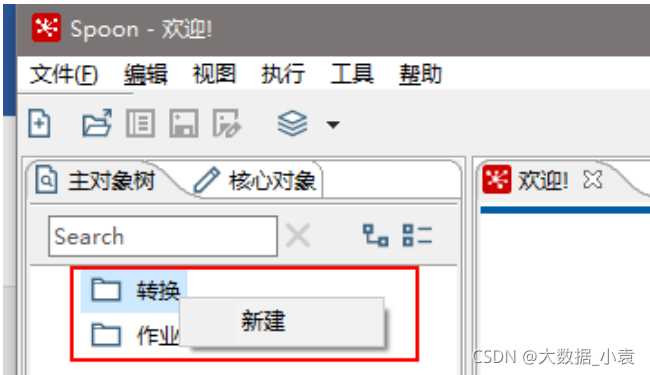 Spoon - 欢迎!
文件(F) 编辑 视图 执行 工具 帮助
主对象树 核心对象 欢迎!
Search
转换
新建
作业
CSDN @大数据_小袁